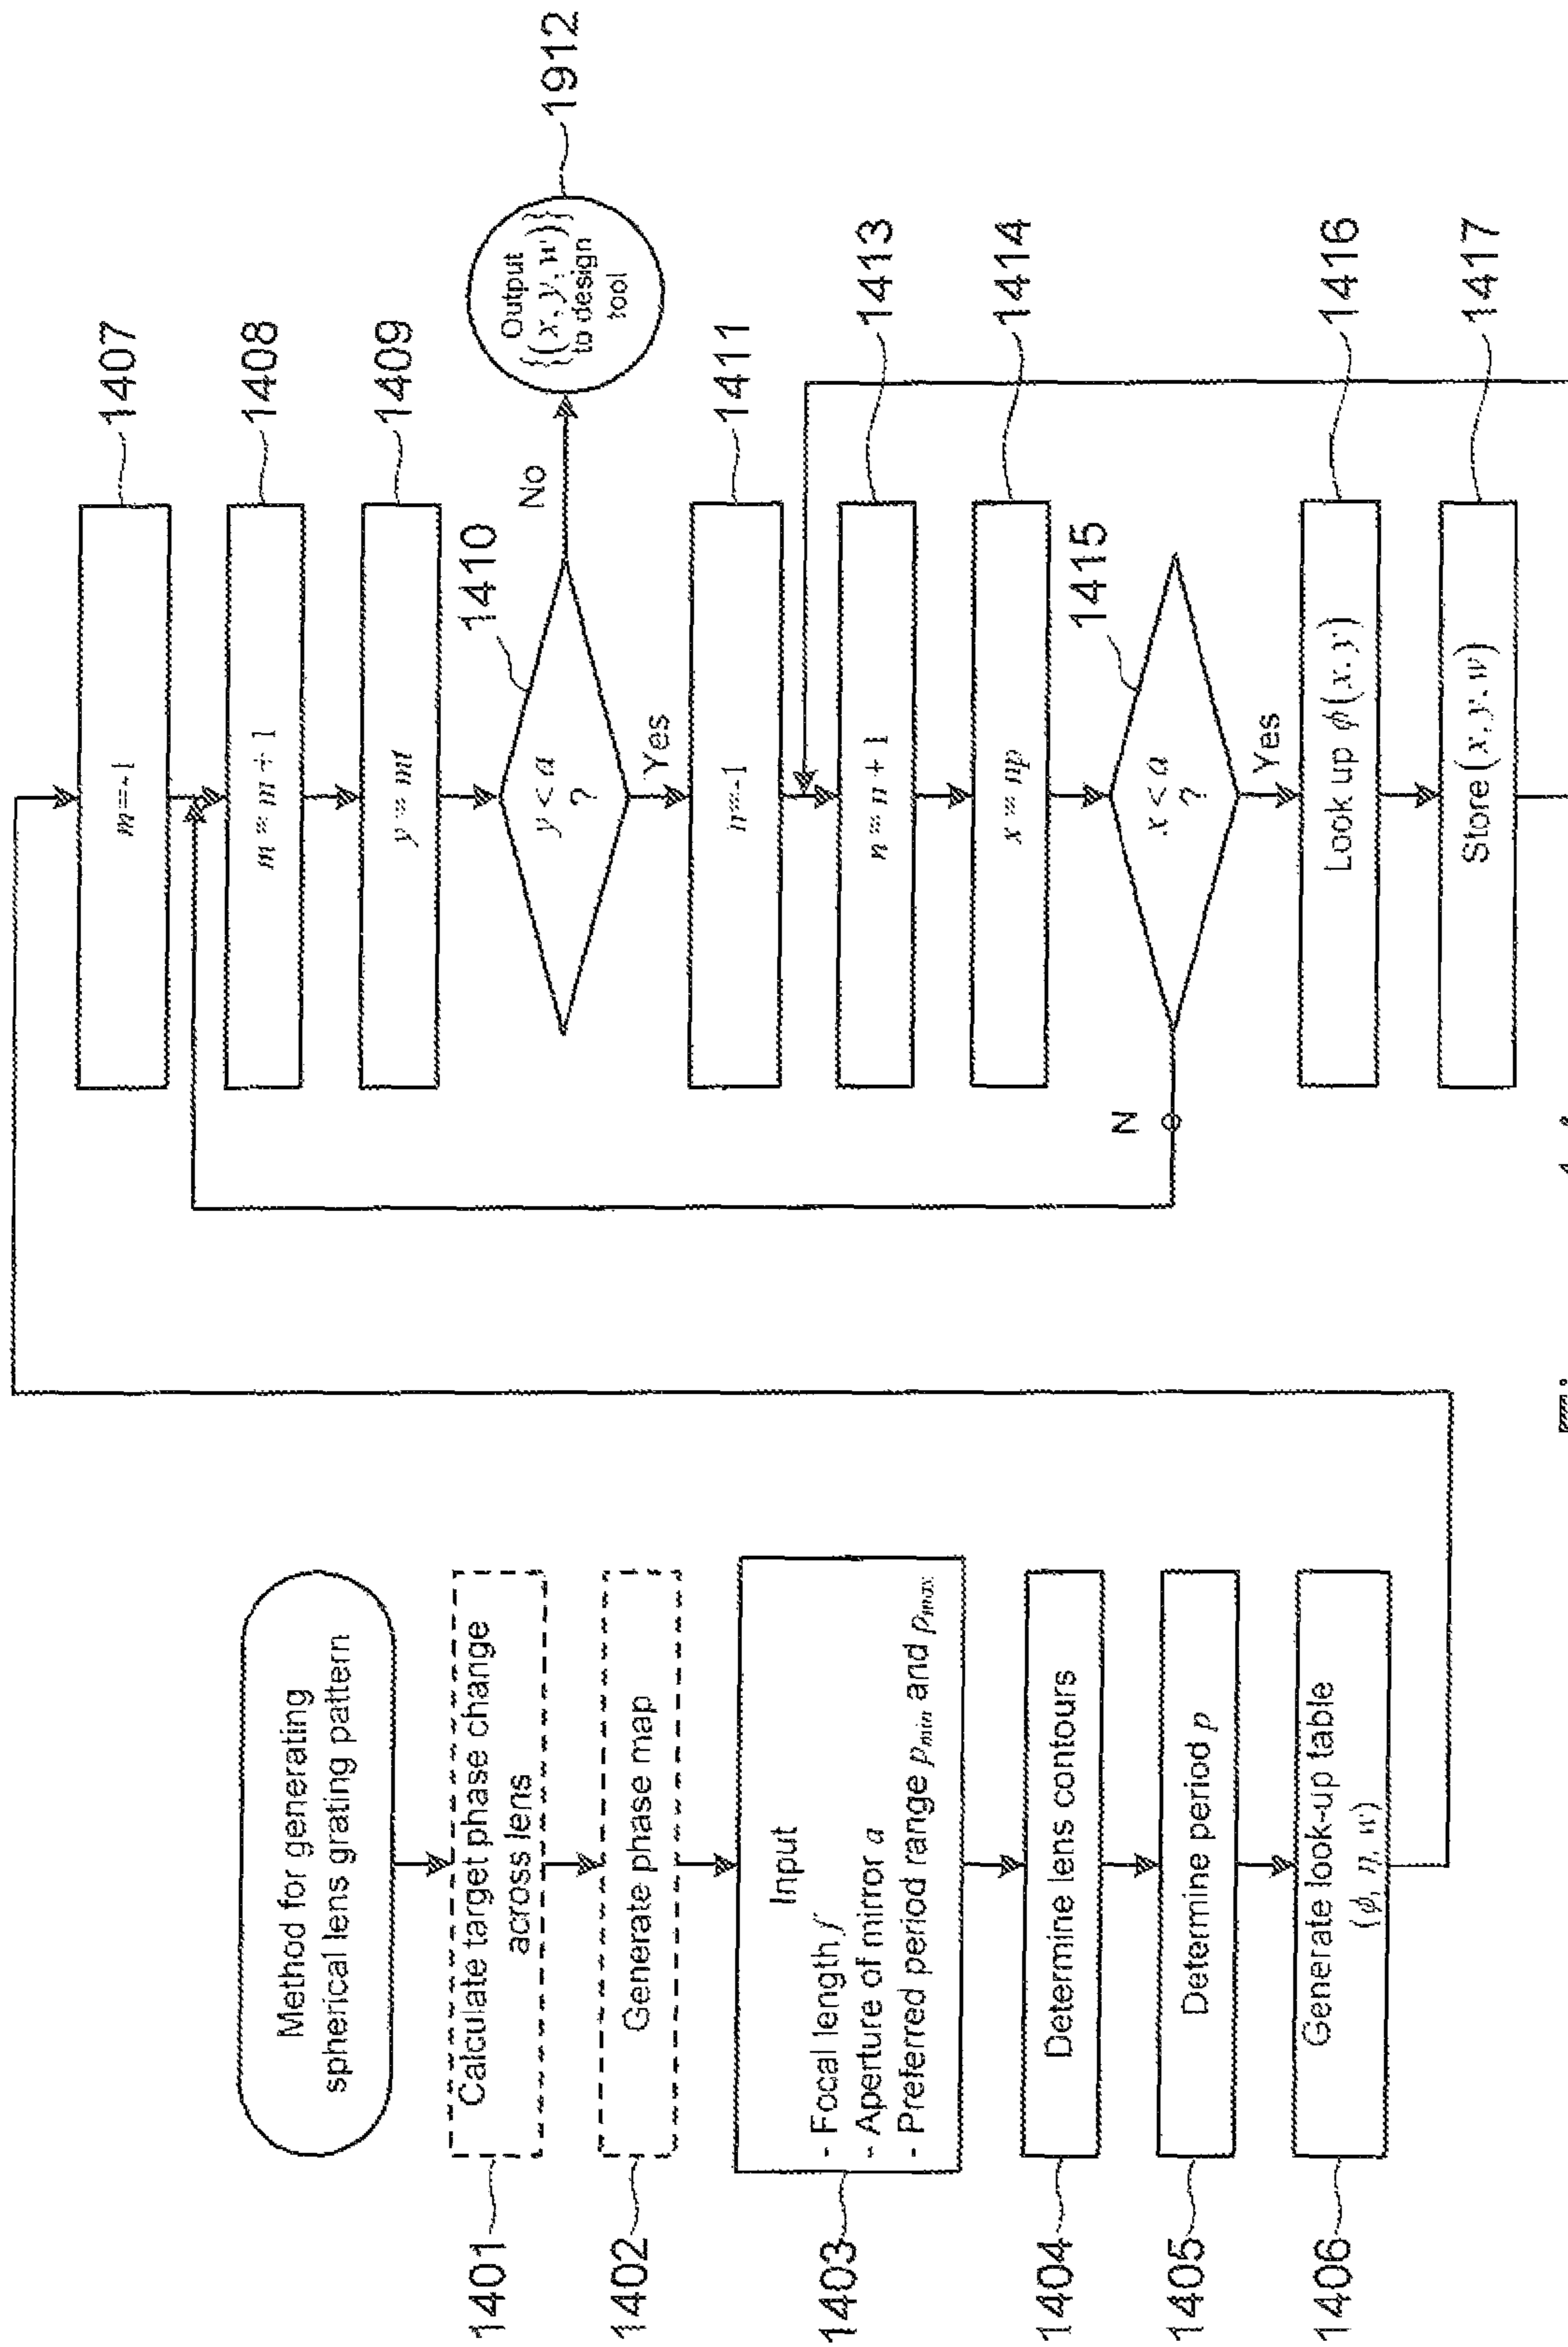 Method for generating
spherical lens grating pattern
1401
Calculate target phase change
across lens
1402
Generate phase map
1403
Input
- Focal length f
- Aperture of mirror a
- Preferred period range p_min and p_max
1404
Determine lens contours
1405
Determine period p
1406
Generate look-up table
(ϕ, η, w)
m=-1
1407
m = m + 1
1408
y = mt
1409
y < a
?
1410
No
Output
{(x, y, w)}
to design
tool
1912
Yes
n=-1
1411
n = n + 1
1413
x = np
1414
x < a
?
1415
N
Yes
Look up ϕ(x, y)
1416
Store (x, y, w)
1417